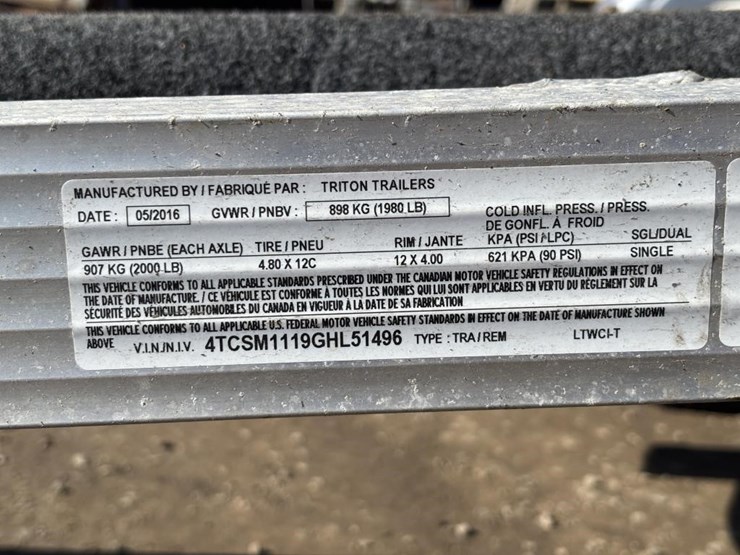 MANUFACTURED BY / FABRIQUÉ PAR : TRITON TRAILERS
DATE : 05/2016 GVWR / PNBV : 898 KG (1980 LB)
COLD INFL. PRESS. / PRESS.
DE GONFL. À FROID
GAWR / PNBE (EACH AXLE) TIRE / PNEU RIM / JANTE KPA (PSI / LPC) SGL/DUAL
907 KG (2000 LB) 4.80 X 12C 12 X 4.00 621 KPA (90 PSI) SINGLE
THIS VEHICLE CONFORMS TO ALL APPLICABLE STANDARDS PRESCRIBED UNDER THE CANADIAN MOTOR VEHICLE SAFETY REGULATIONS IN EFFECT ON
THE DATE OF MANUFACTURE. / CE VÉHICULE EST CONFORME À TOUTES LES NORMES QUI LUI SONT APPLICABLES EN VERTU DU RÈGLEMENT SUR LA
SÉCURITÉ DES VÉHICULES AUTOMOBILES DU CANADA EN VIGUEUR À LA DATE DE SA FABRICATION
THIS VEHICLE CONFORMS TO ALL APPLICABLE U.S. FEDERAL MOTOR VEHICLE SAFETY STANDARDS IN EFFECT ON THE DATE OF MANUFACTURE SHOWN
ABOVE V.I.N./N.I.V. 4TCSM1119GHL51496 TYPE : TRA / REM LTWCI-T